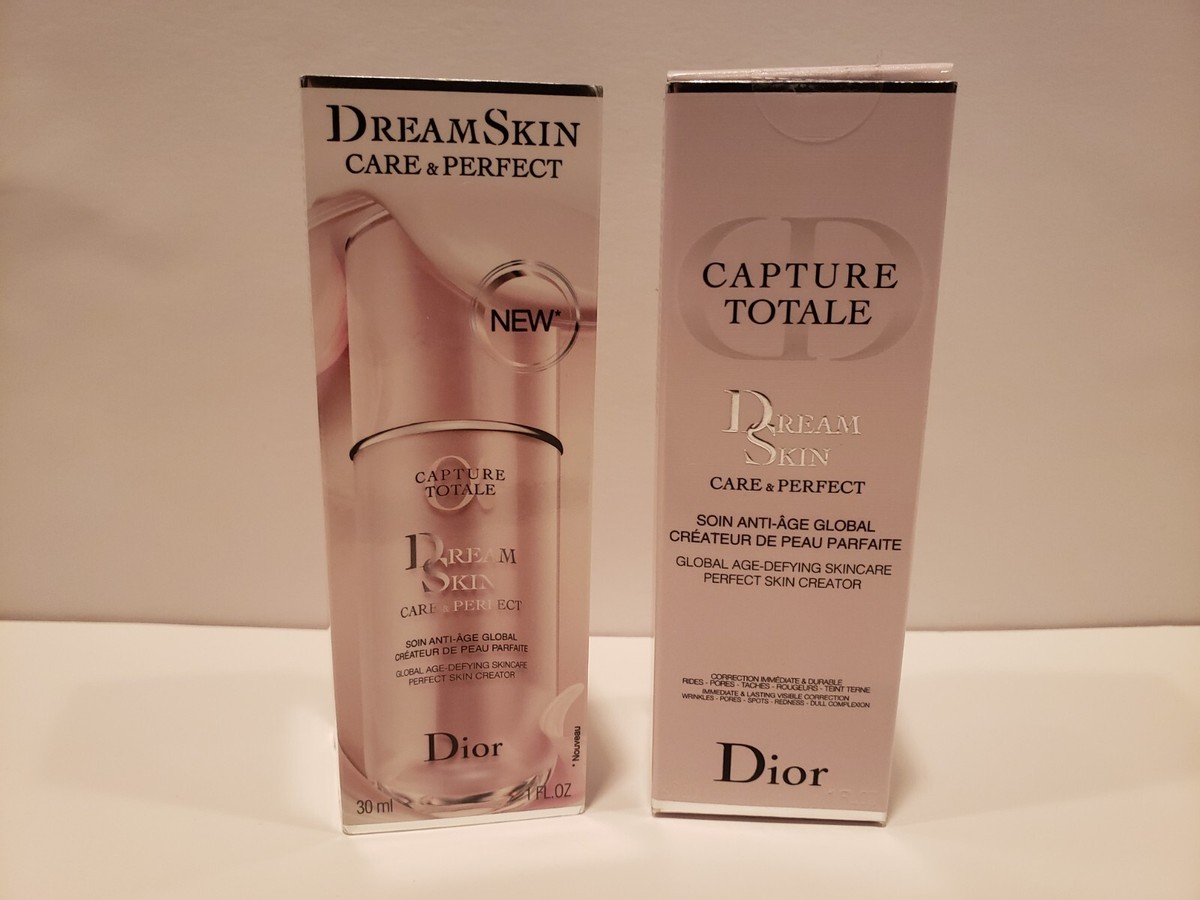 DREAMSKIN
CARE & PERFECT
NEW*
CAPTURE
TOTALE
DREAM
SKIN
CARE & PERFECT
SOIN ANTI-ÂGE GLOBAL
CRÉATEUR DE PEAU PARFAITE
GLOBAL AGE-DEFYING SKINCARE
PERFECT SKIN CREATOR
Dior
* Nouveau
30 ml
1 FL.OZ
CD
CAPTURE
TOTALE
DREAM
SKIN
CARE & PERFECT
SOIN ANTI-ÂGE GLOBAL
CRÉATEUR DE PEAU PARFAITE
GLOBAL AGE-DEFYING SKINCARE
PERFECT SKIN CREATOR
CORRECTION IMMÉDIATE & DURABLE
RIDES - PORES - TACHES - ROUGEURS - TEINT TERNE
IMMEDIATE & LASTING VISIBLE CORRECTION
WRINKLES - PORES - SPOTS - REDNESS - DULL COMPLEXION
Dior